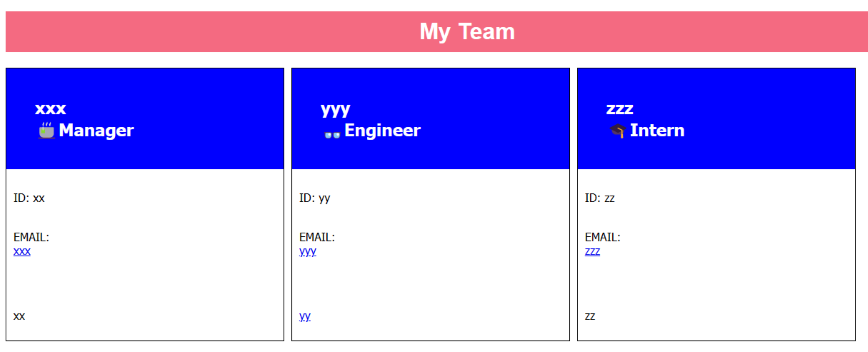 My Team
xxx
Manager
ID: xx
EMAIL:
xxx
xx
yyy
Engineer
ID: yy
EMAIL:
yyy
yy
zzz
Intern
ID: zz
EMAIL:
zzz
zz